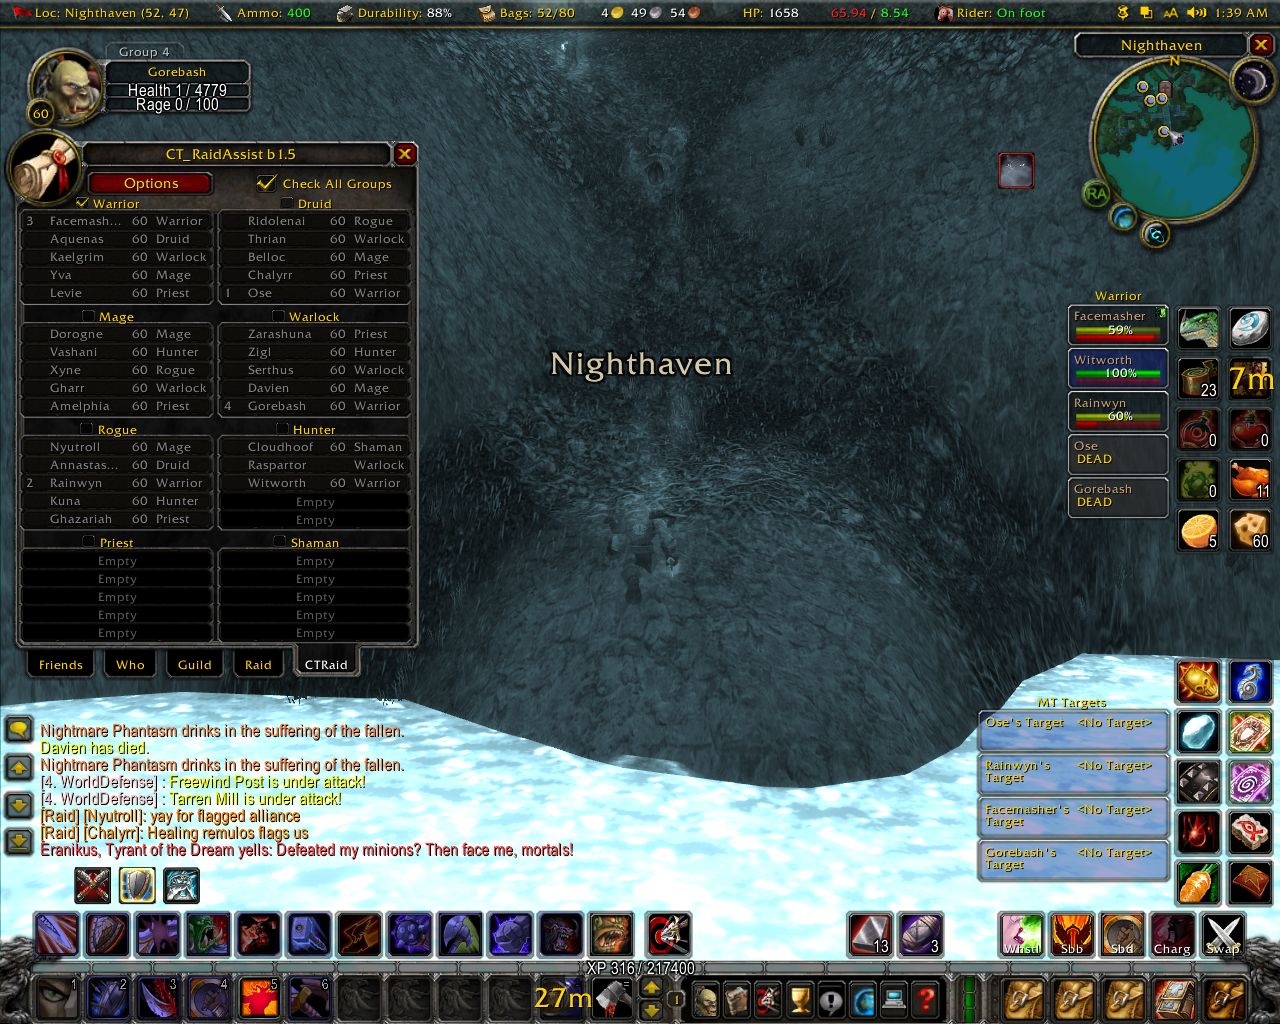 Loc: Nighthaven (52, 47) Ammo: 400 Durability: 88% Bags: 52/80 4 49 54 HP: 1658 65.94 / 8.54 Rider: On foot AA 1:39 AM
Group 4
Gorebash
Health 1 / 4779
Rage 0 / 100
60
Nighthaven
N
RA
CT_RaidAssist b1.5
Options
Check All Groups
Warrior
3 Facemash... 60 Warrior
Aquenas 60 Druid
Kaelgrim 60 Warlock
Yva 60 Mage
Levie 60 Priest
Druid
Ridolenai 60 Rogue
Thrian 60 Warlock
Belloc 60 Mage
Chalyrr 60 Priest
1 Ose 60 Warrior
Mage
Dorogne 60 Mage
Vashani 60 Hunter
Xyne 60 Rogue
Gharr 60 Warlock
Amelphia 60 Priest
Warlock
Zarashuna 60 Priest
Zigl 60 Hunter
Serthus 60 Warlock
Davien 60 Mage
4 Gorebash 60 Warrior
Rogue
Nyutroll 60 Mage
Annastas... 60 Druid
2 Rainwyn 60 Warrior
Kuna 60 Hunter
Ghazariah 60 Priest
Hunter
Cloudhoof 60 Shaman
Raspartor Warlock
Witworth 60 Warrior
Empty
Empty
Priest
Empty
Empty
Empty
Empty
Empty
Shaman
Empty
Empty
Empty
Empty
Empty
Friends Who Guild Raid CTRaid
Nighthaven
Warrior
Facemasher
59%
Witworth
100%
Rainwyn
60%
Ose
DEAD
Gorebash
DEAD
23 7m
0 0
0 11
5 60
MT Targets
Ose's Target <No Target>
Rainwyn's Target <No Target>
Facemasher's Target <No Target>
Gorebash's Target <No Target>
Nightmare Phantasm drinks in the suffering of the fallen.
Davien has died.
Nightmare Phantasm drinks in the suffering of the fallen.
[4. WorldDefense] : Freewind Post is under attack!
[4. WorldDefense] : Tarren Mill is under attack!
[Raid] [Nyutroll]: yay for flagged alliance
[Raid] [Chalyrr]: Healing remulos flags us
Eranikus, Tyrant of the Dream yells: Defeated my minions? Then face me, mortals!
13 3 Whstl Sbb Sbd Charg Swap
XP 316 / 217400
1 2 3 4 5 6 27m = 1